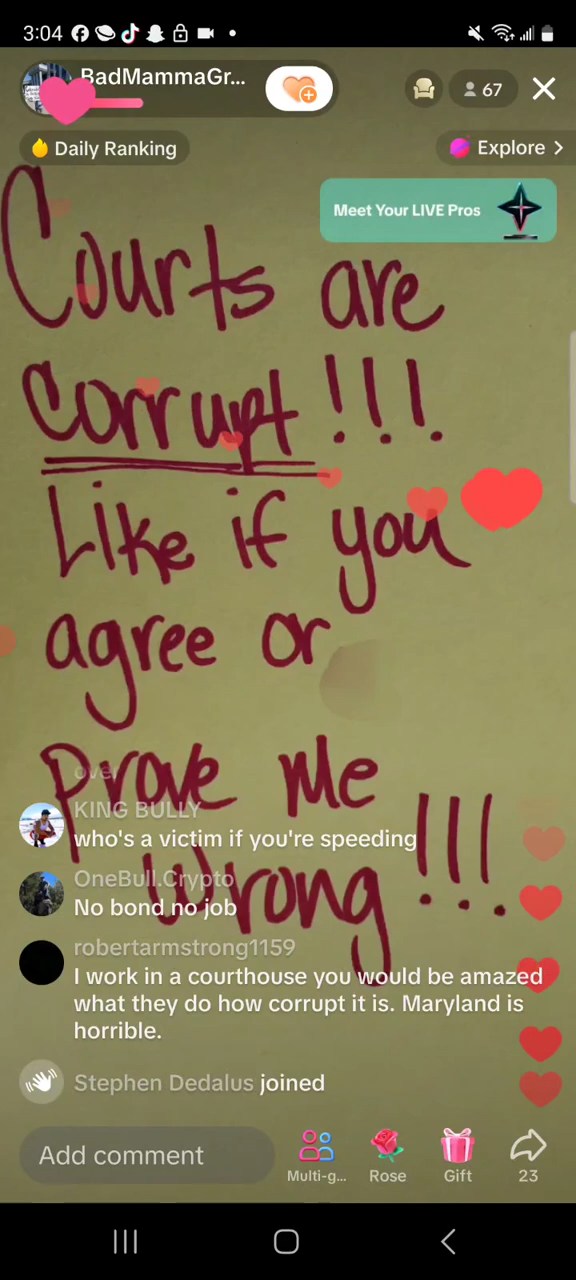 3:04
BadMammaGr...
67
Daily Ranking
Explore >
Meet Your LIVE Pros
Courts are
corrupt!!!
Like if you
agree or
Prove Me
Wrong!!!
over
KING BULLY
who's a victim if you're speeding
OneBull.Crypto
No bond no job
robertarmstrong1159
I work in a courthouse you would be amazed
what they do how corrupt it is. Maryland is
horrible.
Stephen Dedalus joined
Add comment
Multi-g...
Rose
Gift
23